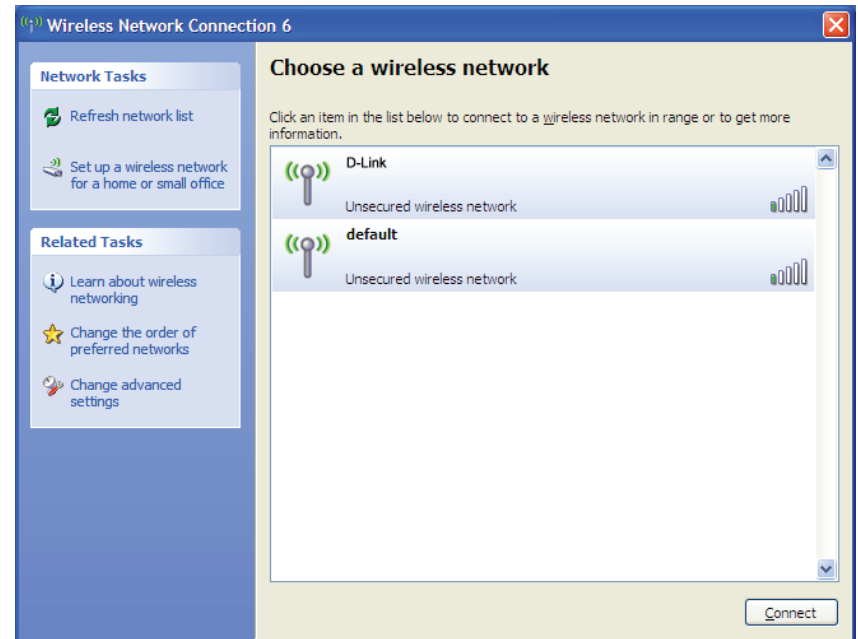 Wireless Network Connection 6
Network Tasks
Refresh network list
Set up a wireless network
for a home or small office
Related Tasks
Learn about wireless
networking
Change the order of
preferred networks
Change advanced
settings
Choose a wireless network
Click an item in the list below to connect to a wireless network in range or to get more
information.
D-Link
Unsecured wireless network
default
Unsecured wireless network
Connect